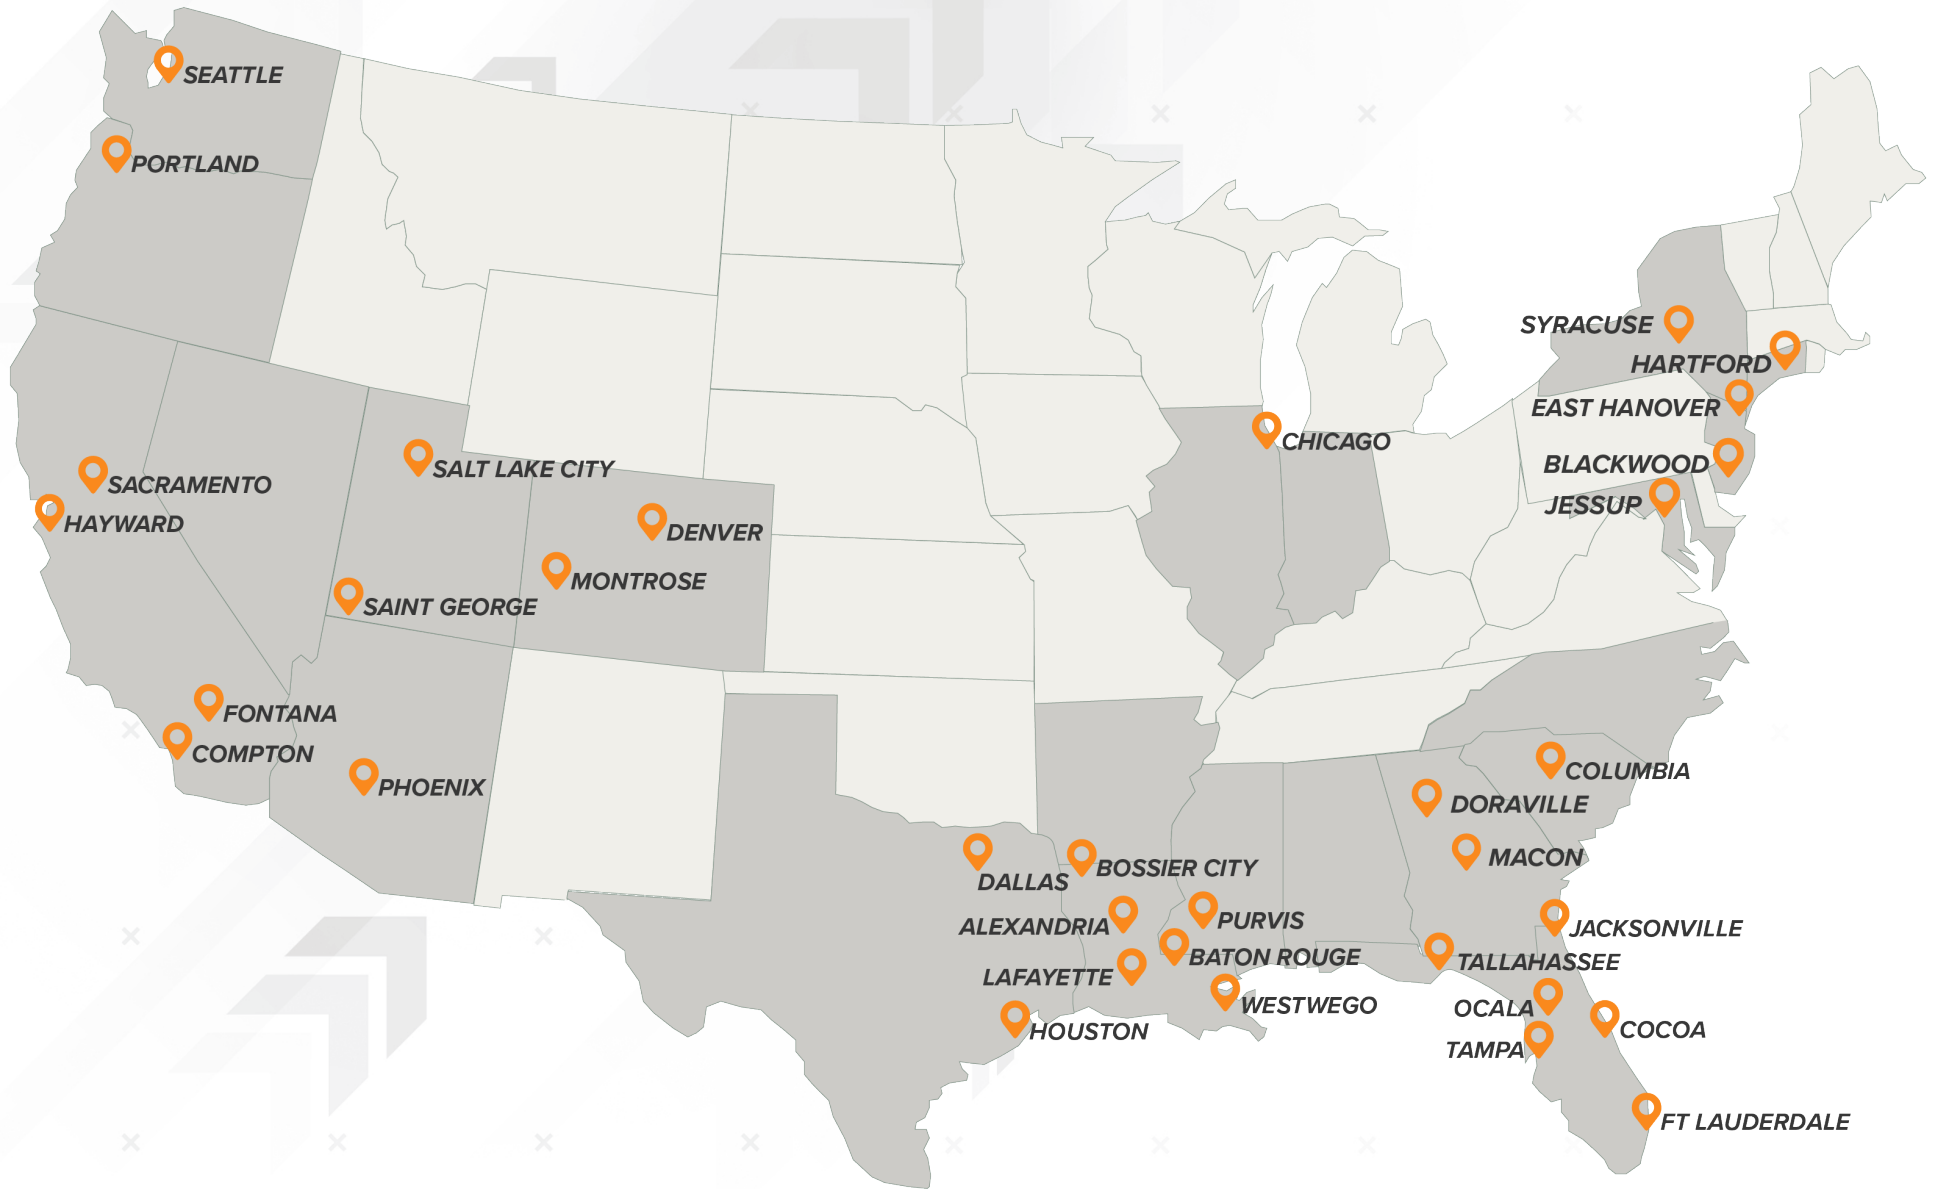 SEATTLE
PORTLAND
SYRACUSE
HARTFORD
EAST HANOVER
CHICAGO
BLACKWOOD
SALT LAKE CITY
SACRAMENTO
JESSUP
HAYWARD
DENVER
MONTROSE
SAINT GEORGE
FONTANA
COMPTON
COLUMBIA
PHOENIX
DORAVILLE
MACON
BOSSIER CITY
DALLAS
PURVIS
ALEXANDRIA
JACKSONVILLE
BATON ROUGE
TALLAHASSEE
LAFAYETTE
WESTWEGO
OCALA
COCOA
HOUSTON
TAMPA
FT LAUDERDALE